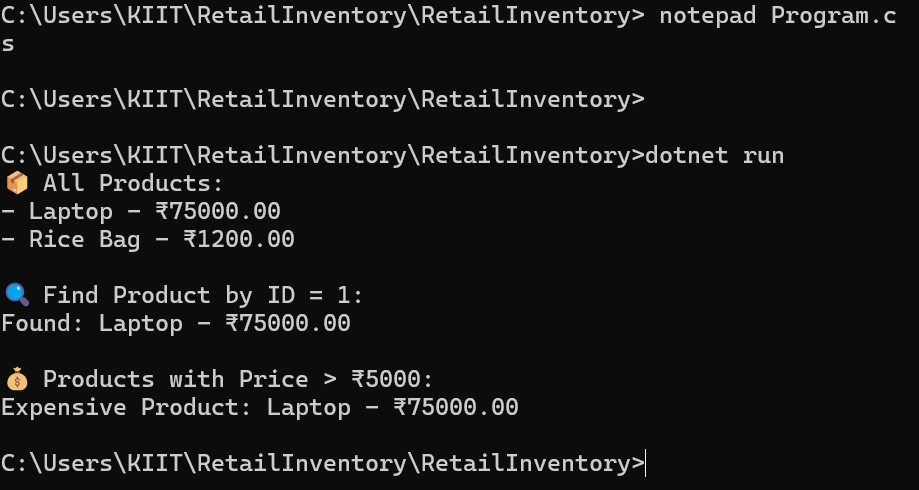 C:\Users\KIIT\RetailInventory\RetailInventory> notepad Program.c
s
C:\Users\KIIT\RetailInventory\RetailInventory>
C:\Users\KIIT\RetailInventory\RetailInventory>dotnet run
📦 All Products:
- Laptop - ₹75000.00
- Rice Bag - ₹1200.00
🔍 Find Product by ID = 1:
Found: Laptop - ₹75000.00
💰 Products with Price > ₹5000:
Expensive Product: Laptop - ₹75000.00
C:\Users\KIIT\RetailInventory\RetailInventory>